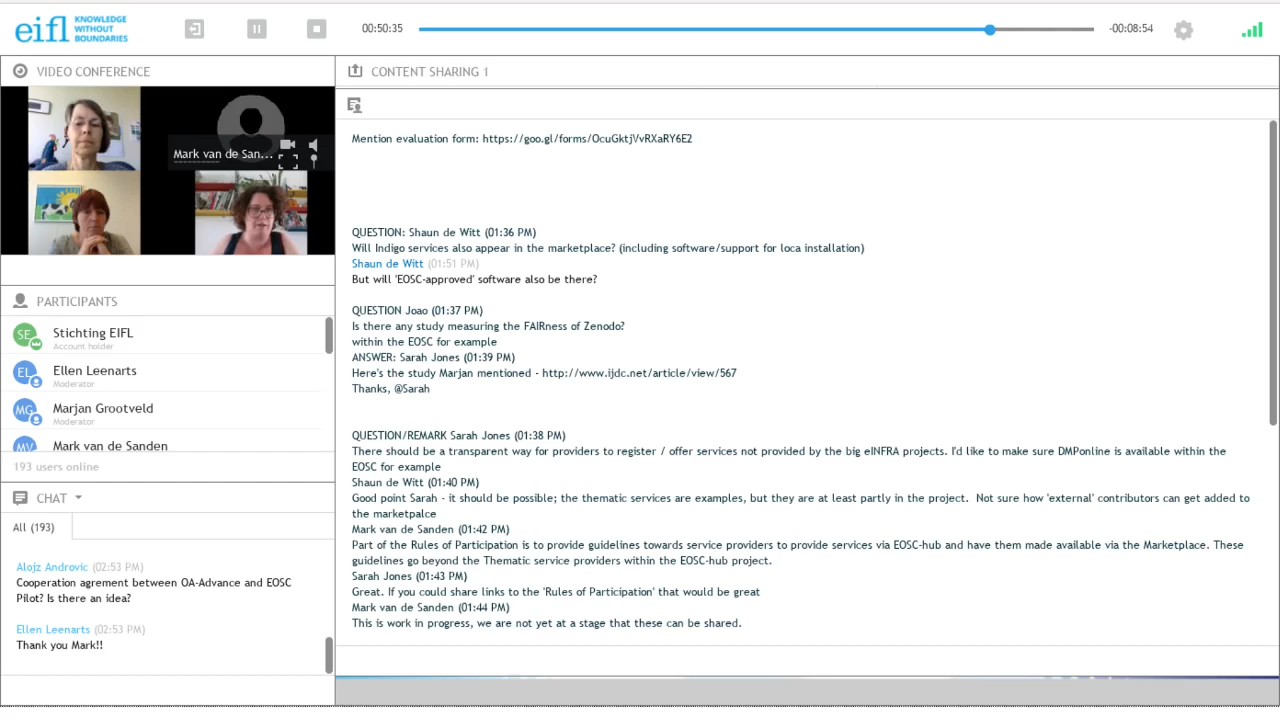 eifl KNOWLEDGE
WITHOUT
BOUNDARIES
00:50:35
-00:08:54
VIDEO CONFERENCE
Mark van de San...
PARTICIPANTS
SE Stichting EIFL
Account holder
EL Ellen Leenarts
Moderator
MG Marjan Grootveld
Moderator
MV Mark van de Sanden
193 users online
CHAT
All (193)
Alojz Androvic (02:53 PM)
Cooperation agrement between OA-Advance and EOSC
Pilot? Is there an idea?
Ellen Leenarts (02:53 PM)
Thank you Mark!!
CONTENT SHARING 1
Mention evaluation form: https://goo.gl/forms/OcuGktjVvRXaRY6E2
QUESTION: Shaun de Witt (01:36 PM)
Will Indigo services also appear in the marketplace? (including software/support for loca installation)
Shaun de Witt (01:51 PM)
But will 'EOSC-approved' software also be there?
QUESTION Joao (01:37 PM)
Is there any study measuring the FAIRness of Zenodo?
within the EOSC for example
ANSWER: Sarah Jones (01:39 PM)
Here's the study Marjan mentioned - http://www.ijdc.net/article/view/567
Thanks, @Sarah
QUESTION/REMARK Sarah Jones (01:38 PM)
There should be a transparent way for providers to register / offer services not provided by the big eINFRA projects. I'd like to make sure DMPonline is available within the
EOSC for example
Shaun de Witt (01:40 PM)
Good point Sarah - it should be possible; the thematic services are examples, but they are at least partly in the project. Not sure how 'external' contributors can get added to
the marketpalce
Mark van de Sanden (01:42 PM)
Part of the Rules of Participation is to provide guidelines towards service providers to provide services via EOSC-hub and have them made available via the Marketplace. These
guidelines go beyond the Thematic service providers within the EOSC-hub project.
Sarah Jones (01:43 PM)
Great. If you could share links to the 'Rules of Participation' that would be great
Mark van de Sanden (01:44 PM)
This is work in progress, we are not yet at a stage that these can be shared.